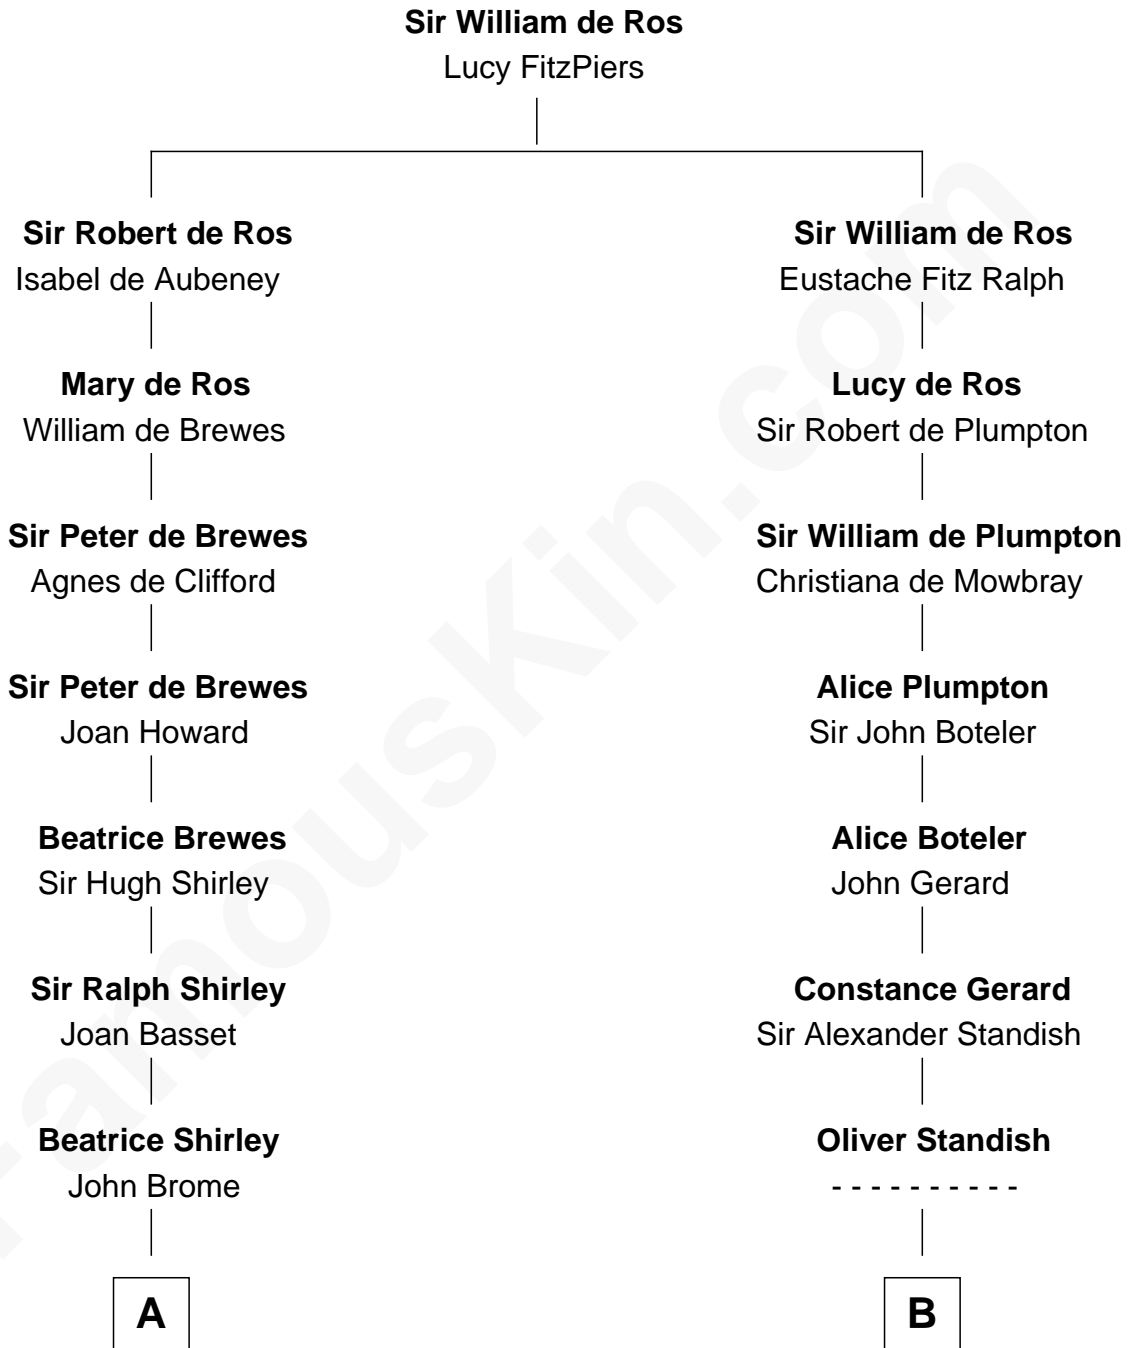 Sir William de Ros
Lucy FitzPiers
Sir Robert de Ros
Isabel de Aubeney
Sir William de Ros
Eustache Fitz Ralph
Mary de Ros
William de Brewes
Lucy de Ros
Sir Robert de Plumpton
Sir Peter de Brewes
Agnes de Clifford
Sir William de Plumpton
Christiana de Mowbray
Sir Peter de Brewes
Joan Howard
Alice Plumpton
Sir John Boteler
Beatrice Brewes
Sir Hugh Shirley
Alice Boteler
John Gerard
Sir Ralph Shirley
Joan Basset
Constance Gerard
Sir Alexander Standish
Beatrice Shirley
John Brome
Oliver Standish
- - - - - - - - - -
A
B
FamousKin.com